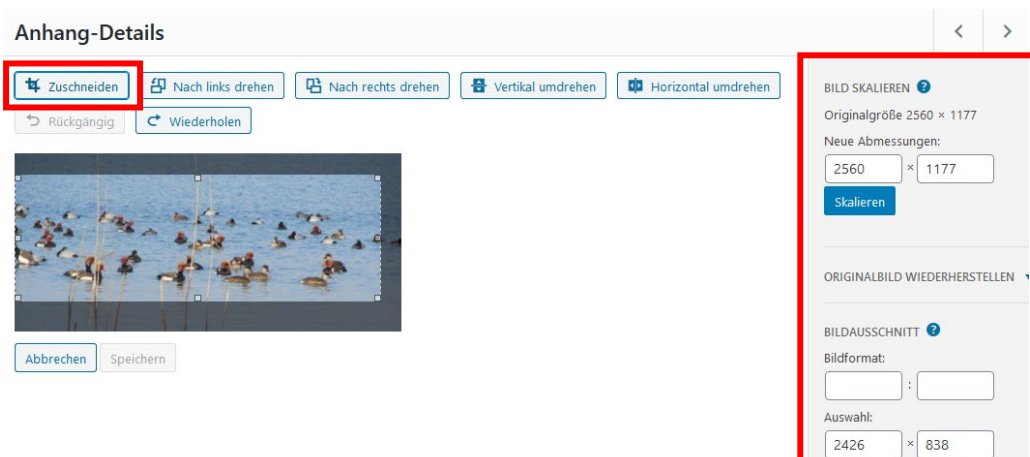 Anhang-Details
Zuschneiden
Nach links drehen
Nach rechts drehen
Vertikal umdrehen
Horizontal umdrehen
Rückgängig
Wiederholen
Abbrechen
Speichern
BILD SKALIEREN
Originalgröße 2560 × 1177
Neue Abmessungen:
2560 × 1177
Skalieren
ORIGINALBILD WIEDERHERSTELLEN
BILDAUSSCHNITT
Bildformat:
:
Auswahl:
2426 × 838